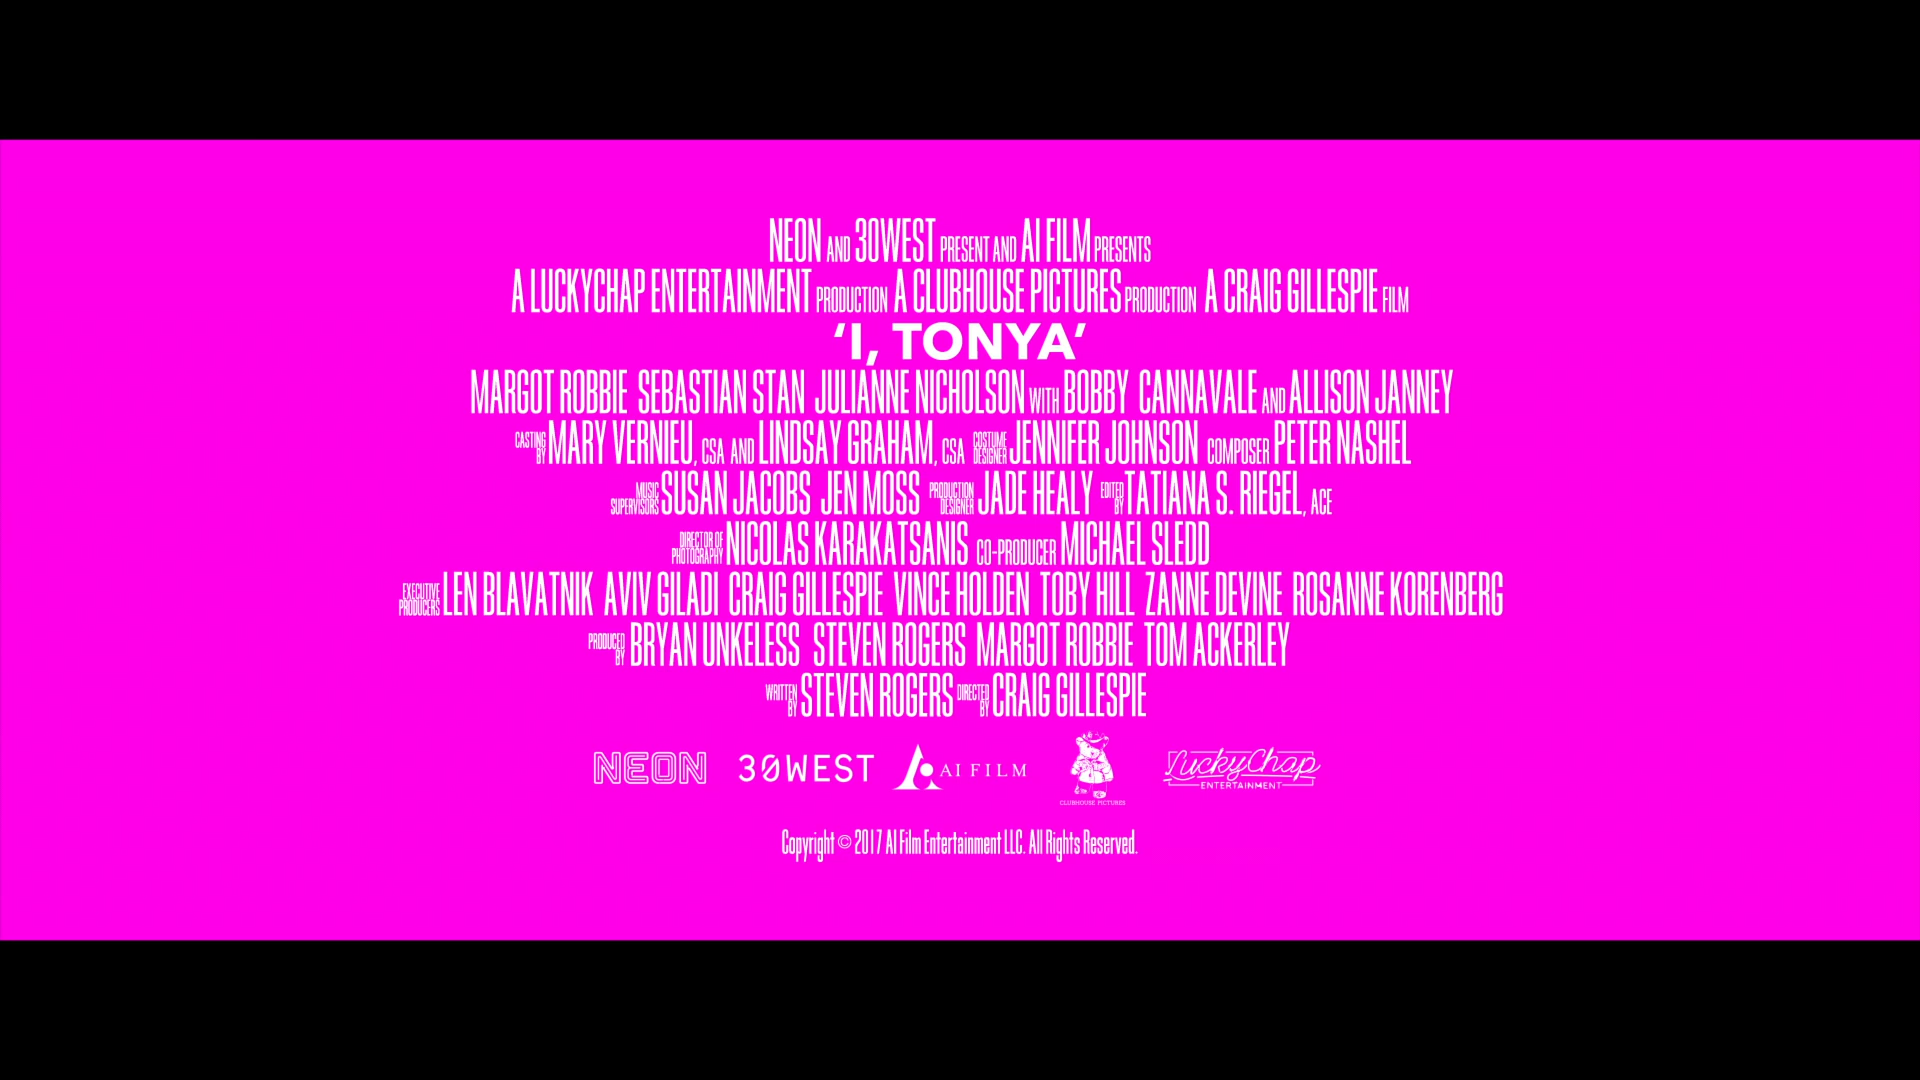 NEON AND 30WEST PRESENT AND AI FILM PRESENTS
A LUCKYCHAP ENTERTAINMENT PRODUCTION A CLUBHOUSE PICTURES PRODUCTION A CRAIG GILLESPIE FILM
‘I, TONYA’
MARGOT ROBBIE SEBASTIAN STAN JULIANNE NICHOLSON WITH BOBBY CANNAVALE AND ALLISON JANNEY
CASTING BY MARY VERNIEU, CSA AND LINDSAY GRAHAM, CSA COSTUME DESIGNER JENNIFER JOHNSON COMPOSER PETER NASHEL
MUSIC SUPERVISORS SUSAN JACOBS JEN MOSS PRODUCTION DESIGNER JADE HEALY EDITED BY TATIANA S. RIEGEL, ACE
DIRECTOR OF PHOTOGRAPHY NICOLAS KARAKATSANIS CO-PRODUCER MICHAEL SLEDD
EXECUTIVE PRODUCERS LEN BLAVATNIK AVIV GILADI CRAIG GILLESPIE VINCE HOLDEN TOBY HILL ZANNE DEVINE ROSANNE KORENBERG
PRODUCED BY BRYAN UNKELESS STEVEN ROGERS MARGOT ROBBIE TOM ACKERLEY
WRITTEN BY STEVEN ROGERS DIRECTED BY CRAIG GILLESPIE
NEON 30WEST AI FILM CLUBHOUSE PICTURES LuckyChap ENTERTAINMENT
Copyright © 2017 AI Film Entertainment LLC. All Rights Reserved.